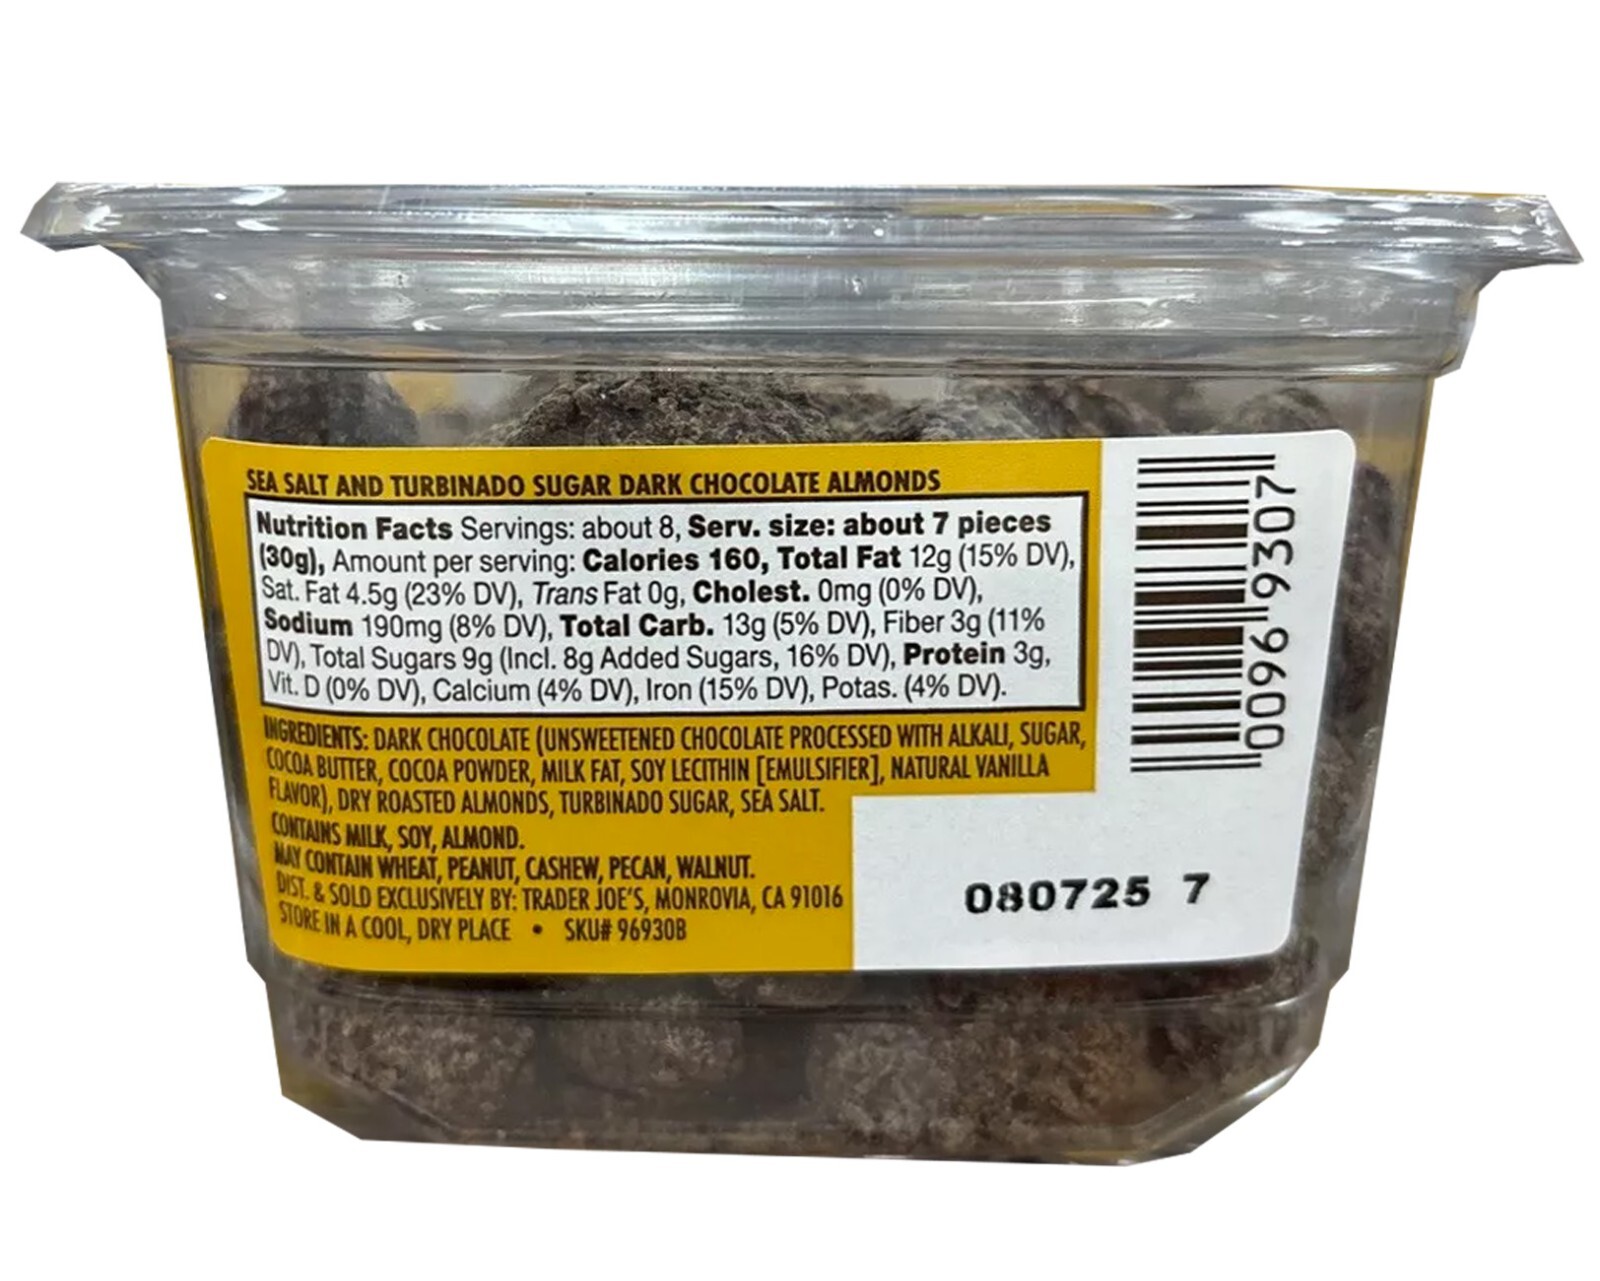 SEA SALT AND TURBINADO SUGAR DARK CHOCOLATE ALMONDS
Nutrition Facts Servings: about 8, Serv. size: about 7 pieces
(30g), Amount per serving: Calories 160, Total Fat 12g (15% DV),
Sat. Fat 4.5g (23% DV), Trans Fat 0g, Cholest. 0mg (0% DV),
Sodium 190mg (8% DV), Total Carb. 13g (5% DV), Fiber 3g (11%
DV), Total Sugars 9g (Incl. 8g Added Sugars, 16% DV), Protein 3g,
Vit. D (0% DV), Calcium (4% DV), Iron (15% DV), Potas. (4% DV).
INGREDIENTS: DARK CHOCOLATE (UNSWEETENED CHOCOLATE PROCESSED WITH ALKALI, SUGAR,
COCOA BUTTER, COCOA POWDER, MILK FAT, SOY LECITHIN [EMULSIFIER], NATURAL VANILLA
FLAVOR), DRY ROASTED ALMONDS, TURBINADO SUGAR, SEA SALT.
CONTAINS MILK, SOY, ALMOND.
MAY CONTAIN WHEAT, PEANUT, CASHEW, PECAN, WALNUT.
DIST. & SOLD EXCLUSIVELY BY: TRADER JOE'S, MONROVIA, CA 91016
STORE IN A COOL, DRY PLACE • SKU# 96930B
0096 9307
080725 7